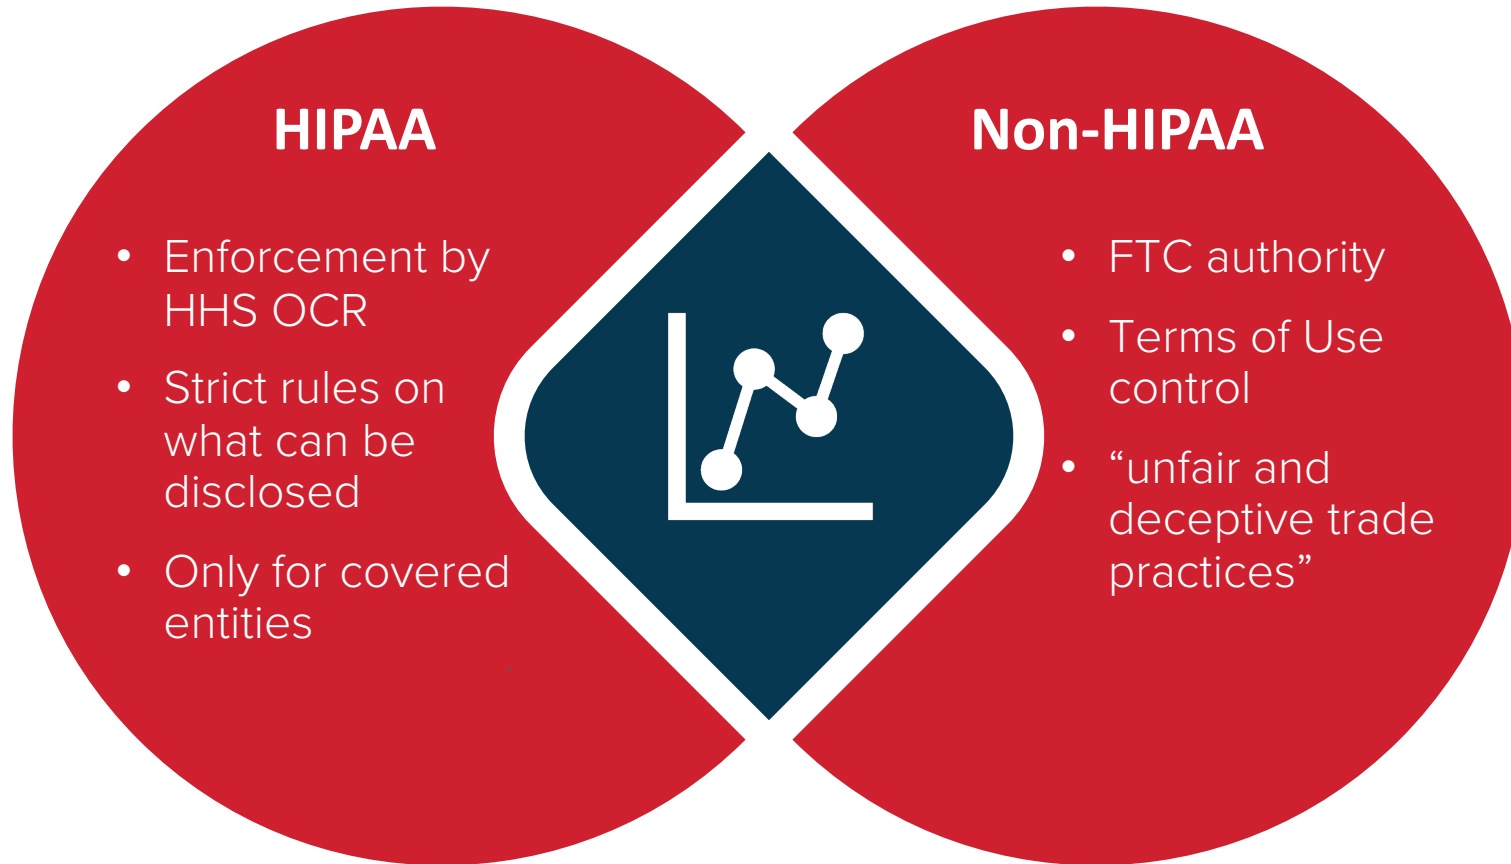 HIPAA
• Enforcement by
HHS OCR
• Strict rules on
what can be
disclosed
• Only for covered
entities
Non-HIPAA
• FTC authority
• Terms of Use
control
• “unfair and
deceptive trade
practices”